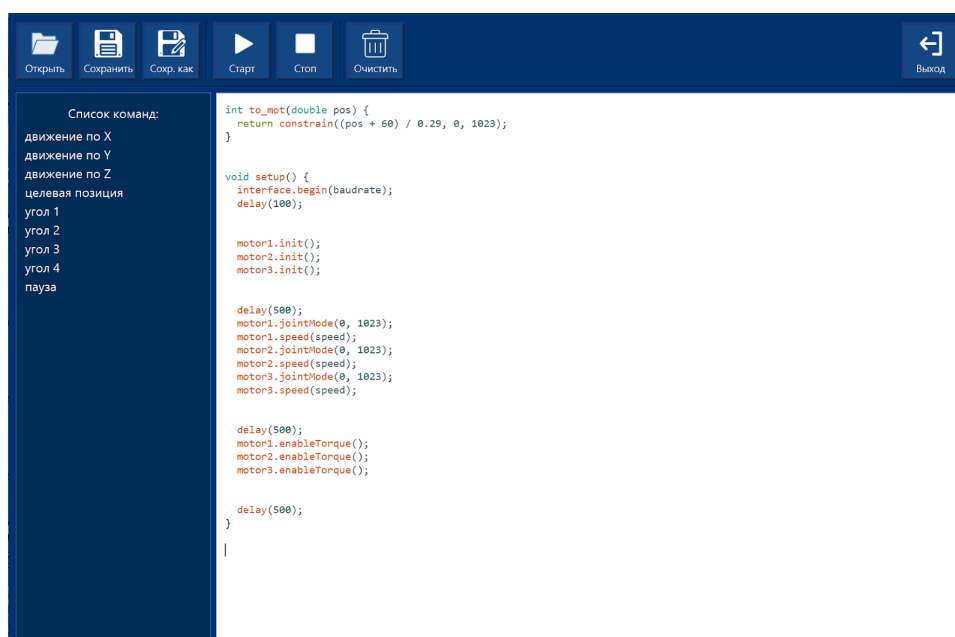 Открыть Сохранить Сохр. как Старт Стоп Очистить Выход
Список команд:
движение по X
движение по Y
движение по Z
целевая позиция
угол 1
угол 2
угол 3
угол 4
пауза
int to_mot(double pos) {
  return constrain((pos + 60) / 0.29, 0, 1023);
}
void setup() {
  interface.begin(baudrate);
  delay(100);
  motor1.init();
  motor2.init();
  motor3.init();
  delay(500);
  motor1.jointMode(0, 1023);
  motor1.speed(speed);
  motor2.jointMode(0, 1023);
  motor2.speed(speed);
  motor3.jointMode(0, 1023);
  motor3.speed(speed);
  delay(500);
  motor1.enableTorque();
  motor2.enableTorque();
  motor3.enableTorque();
  delay(500);
}